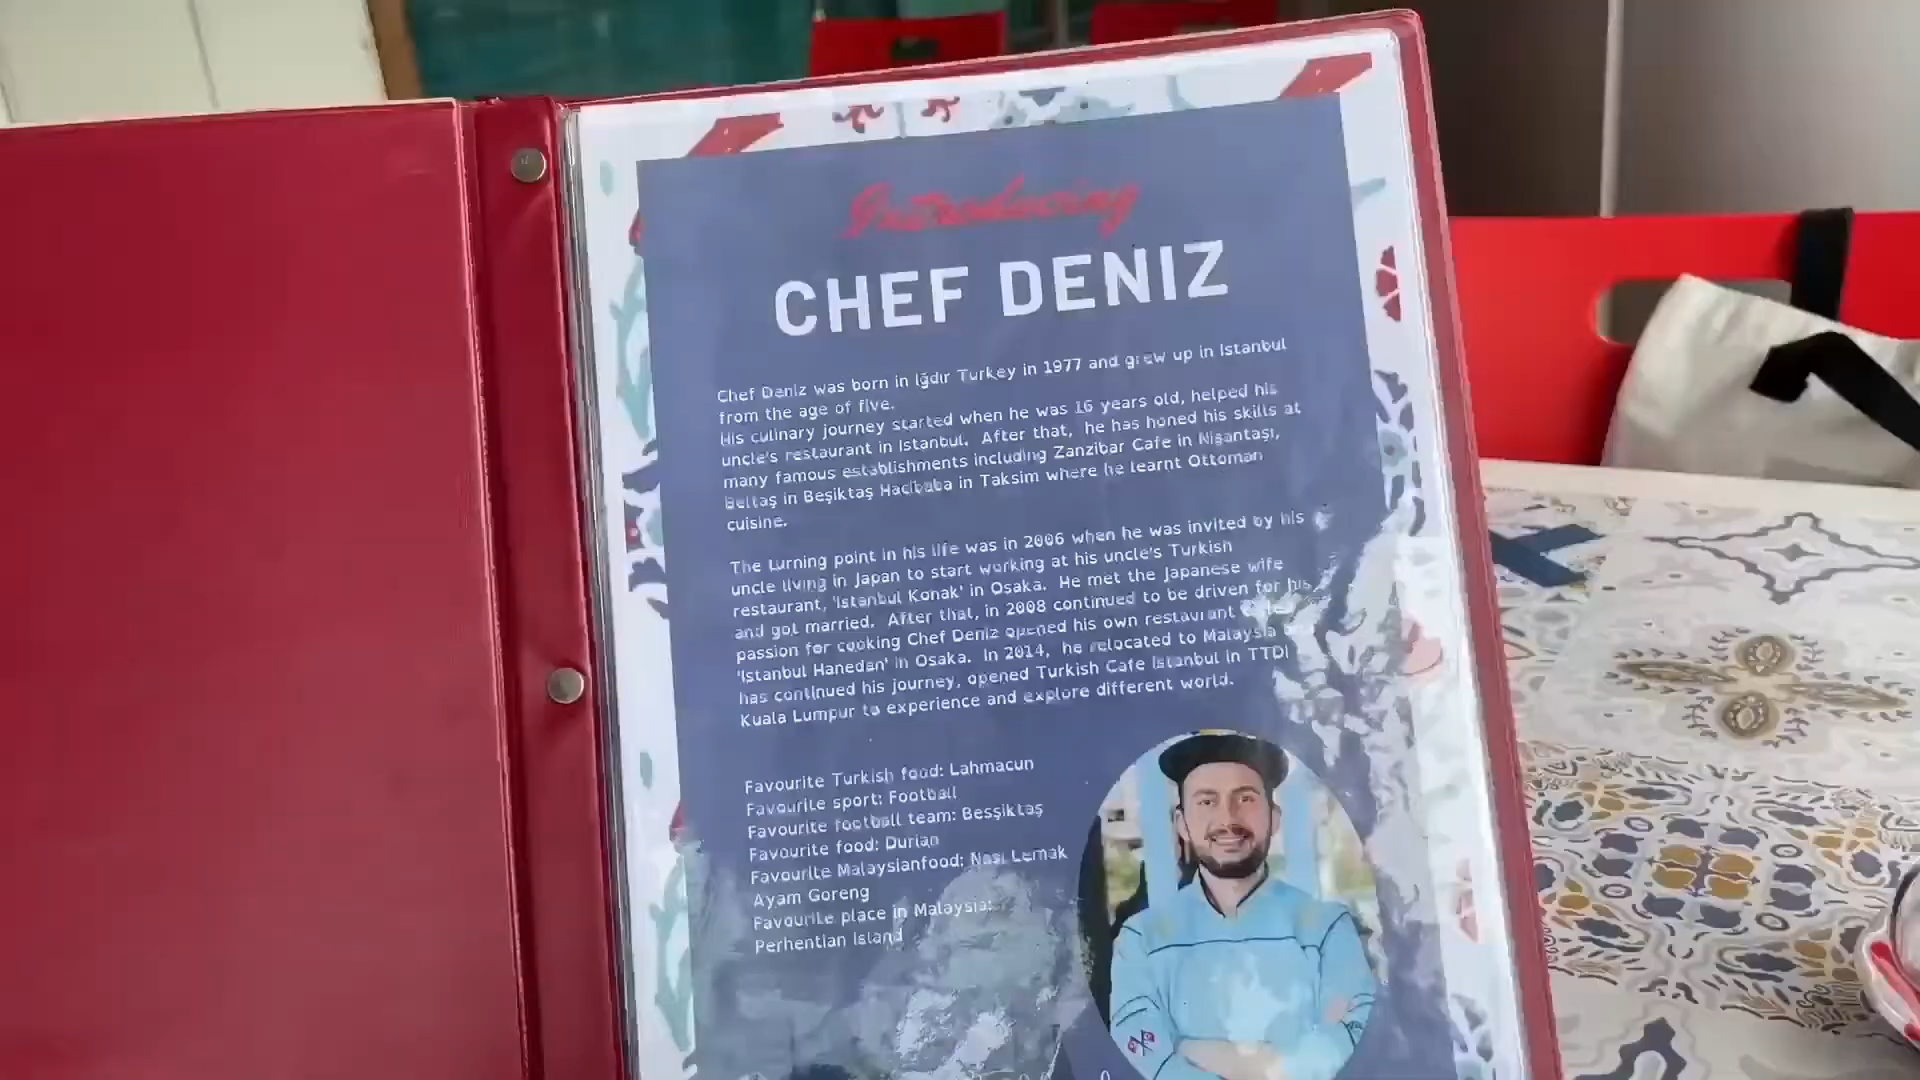 Introducing
CHEF DENIZ
Chef Deniz was born in Iğdır Turkey in 1977 and grew up in Istanbul
from the age of five.
His culinary journey started when he was 16 years old, helped his
uncle's restaurant in Istanbul. After that, he has honed his skills at
many famous establishments including Zanzibar Cafe in Nişantaşı,
Beltaş in Beşiktaş Hacibaba in Taksim where he learnt Ottoman
cuisine.
The turning point in his life was in 2006 when he was invited by his
uncle living in Japan to start working at his uncle's Turkish
restaurant, 'Istanbul Konak' in Osaka. He met the Japanese wife
and got married. After that, in 2008 continued to be driven for his
passion for cooking Chef Deniz opened his own restaurant
'Istanbul Hanedan' in Osaka. In 2014, he relocated to Malaysia
has continued his journey, opened Turkish Cafe Istanbul in TTDI
Kuala Lumpur to experience and explore different world.
Favourite Turkish food: Lahmacun
Favourite sport: Football
Favourite football team: Besşiktaş
Favourite food: Durian
Favourite Malaysianfood: Nasi Lemak
Ayam Goreng
Favourite place in Malaysia:
Perhentian Island